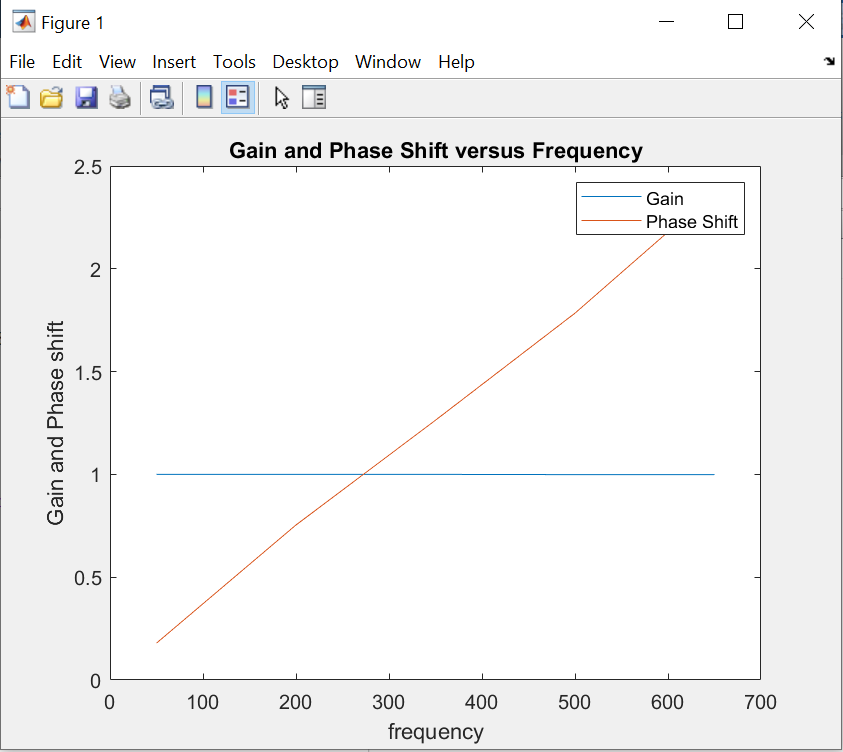 Figure 1
File Edit View Insert Tools Desktop Window Help
Gain and Phase Shift versus Frequency
Gain
Phase Shift
Gain and Phase shift
2.5
2
1.5
1
0.5
0
0 100 200 300 400 500 600 700
frequency